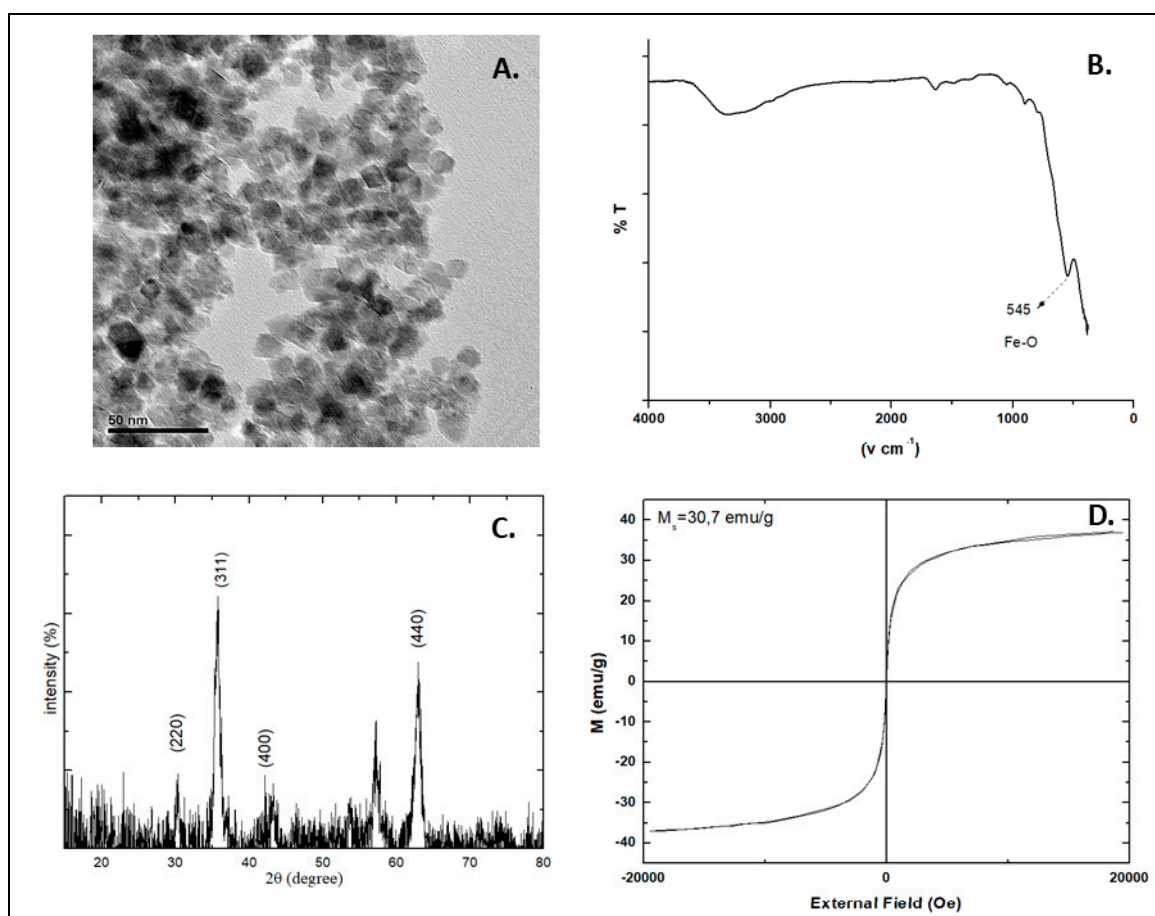 A.
50 nm
B.
% T
545
Fe-O
4000 3000 2000 1000 0
(v cm⁻¹)
C.
intensity (%)
(220)
(311)
(400)
(440)
20 30 40 50 60 70 80
2θ (degree)
D.
Mₛ=30,7 emu/g
M (emu/g)
40
30
20
10
0
-10
-20
-30
-40
-20000 0 20000
External Field (Oe)